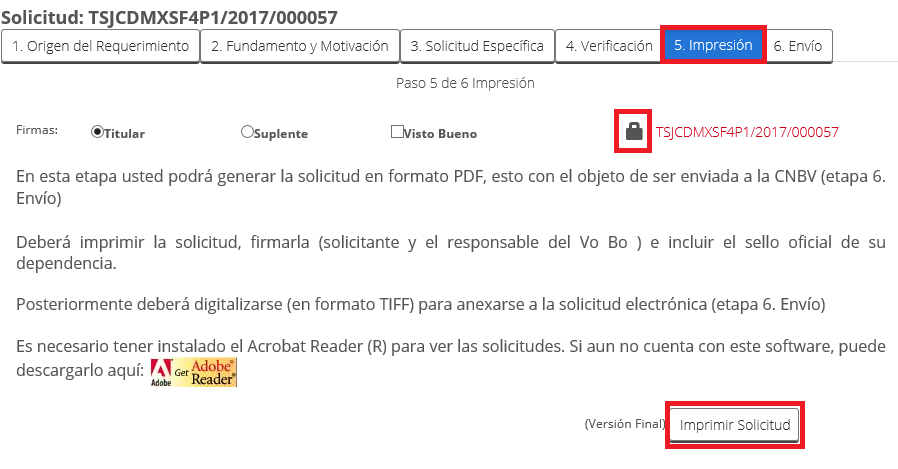 Solicitud: TSJCDMXSF4P1/2017/000057
1. Origen del Requerimiento 2. Fundamento y Motivación 3. Solicitud Específica 4. Verificación 5. Impresión 6. Envío
Paso 5 de 6 Impresión
Firmas: Titular Suplente Visto Bueno TSJCDMXSF4P1/2017/000057
En esta etapa usted podrá generar la solicitud en formato PDF, esto con el objeto de ser enviada a la CNBV (etapa 6.
Envío)
Deberá imprimir la solicitud, firmarla (solicitante y el responsable del Vo Bo ) e incluir el sello oficial de su
dependencia.
Posteriormente deberá digitalizarse (en formato TIFF) para anexarse a la solicitud electrónica (etapa 6. Envío)
Es necesario tener instalado el Acrobat Reader (R) para ver las solicitudes. Si aun no cuenta con este software, puede
descargarlo aquí: Adobe Get Adobe Reader
(Versión Final) Imprimir Solicitud